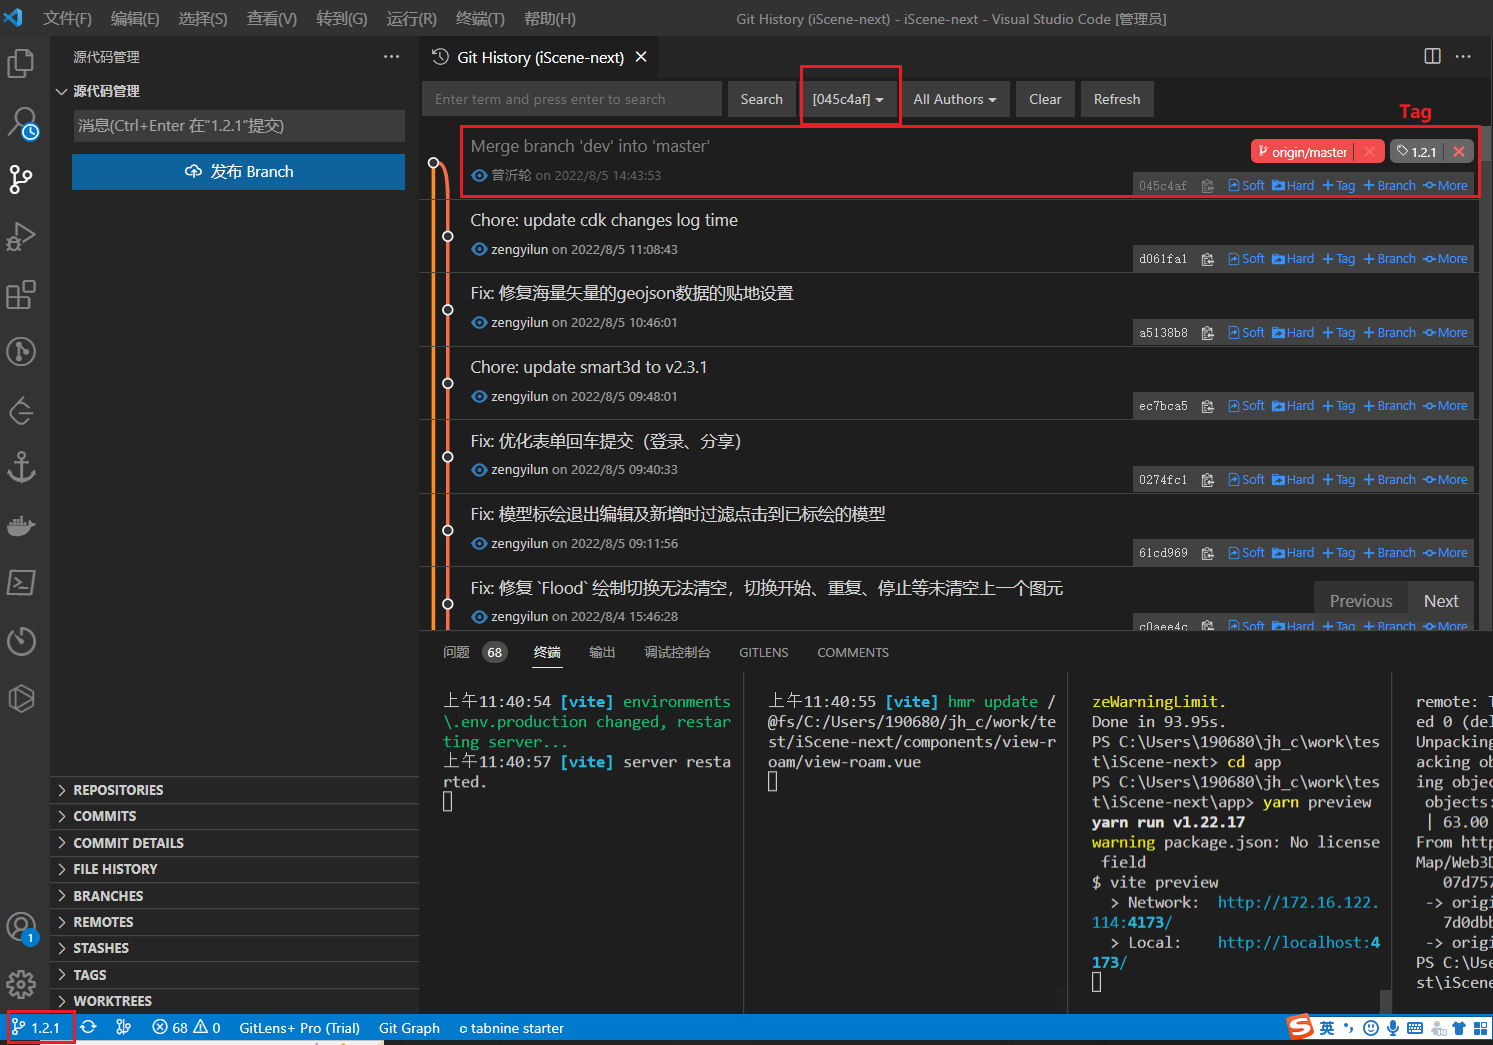 文件(F) 编辑(E) 选择(S) 查看(V) 转到(G) 运行(R) 终端(T) 帮助(H)
Git History (iScene-next) - iScene-next - Visual Studio Code [管理员]
源代码管理
源代码管理
消息(Ctrl+Enter 在"1.2.1"提交)
发布 Branch
REPOSITORIES
COMMITS
COMMIT DETAILS
FILE HISTORY
BRANCHES
REMOTES
STASHES
TAGS
WORKTREES
Git History (iScene-next)
Enter term and press enter to search Search [045c4af] All Authors Clear Refresh
Tag
Merge branch 'dev' into 'master'
origin/master 1.2.1
曾沂轮 on 2022/8/5 14:43:53
045c4af Soft Hard +Tag +Branch More
Chore: update cdk changes log time
zengyilun on 2022/8/5 11:08:43
d061fa1 Soft Hard +Tag +Branch More
Fix: 修复海量矢量的geojson数据的贴地设置
zengyilun on 2022/8/5 10:46:01
a5138b8 Soft Hard +Tag +Branch More
Chore: update smart3d to v2.3.1
zengyilun on 2022/8/5 09:48:01
ec7bca5 Soft Hard +Tag +Branch More
Fix: 优化表单回车提交（登录、分享）
zengyilun on 2022/8/5 09:40:33
0274fc1 Soft Hard +Tag +Branch More
Fix: 模型标绘退出编辑及新增时过滤点击到已标绘的模型
zengyilun on 2022/8/5 09:11:56
61cd969 Soft Hard +Tag +Branch More
Fix: 修复 `Flood` 绘制切换无法清空，切换开始、重复、停止等未清空上一个图元
zengyilun on 2022/8/4 15:46:28
Previous Next
c0aee4c Soft Hard +Tag +Branch More
问题 68 终端 输出 调试控制台 GITLENS COMMENTS
上午11:40:54 [vite] environments
\.env.production changed, restar
ting server...
上午11:40:57 [vite] server resta
rted.
上午11:40:55 [vite] hmr update /
@fs/C:/Users/190680/jh_c/work/te
st/iScene-next/components/view-r
oam/view-roam.vue
zeWarningLimit.
Done in 93.95s.
PS C:\Users\190680\jh_c\work\tes
t\iScene-next> cd app
PS C:\Users\190680\jh_c\work\tes
t\iScene-next\app> yarn preview
yarn run v1.22.17
warning package.json: No license
field
$ vite preview
> Network: http://172.16.122.
114:4173/
> Local: http://localhost:4
173/
remote: T
ed 0 (del
Unpacking
acking ob
ing objec
objects:
| 63.00
From http
Map/Web3D
07d757
-> origi
7d0dbb
-> origi
PS C:\Use
st\iScene
1.2.1 68 0 GitLens+ Pro (Trial) Git Graph tabnine starter
英
1